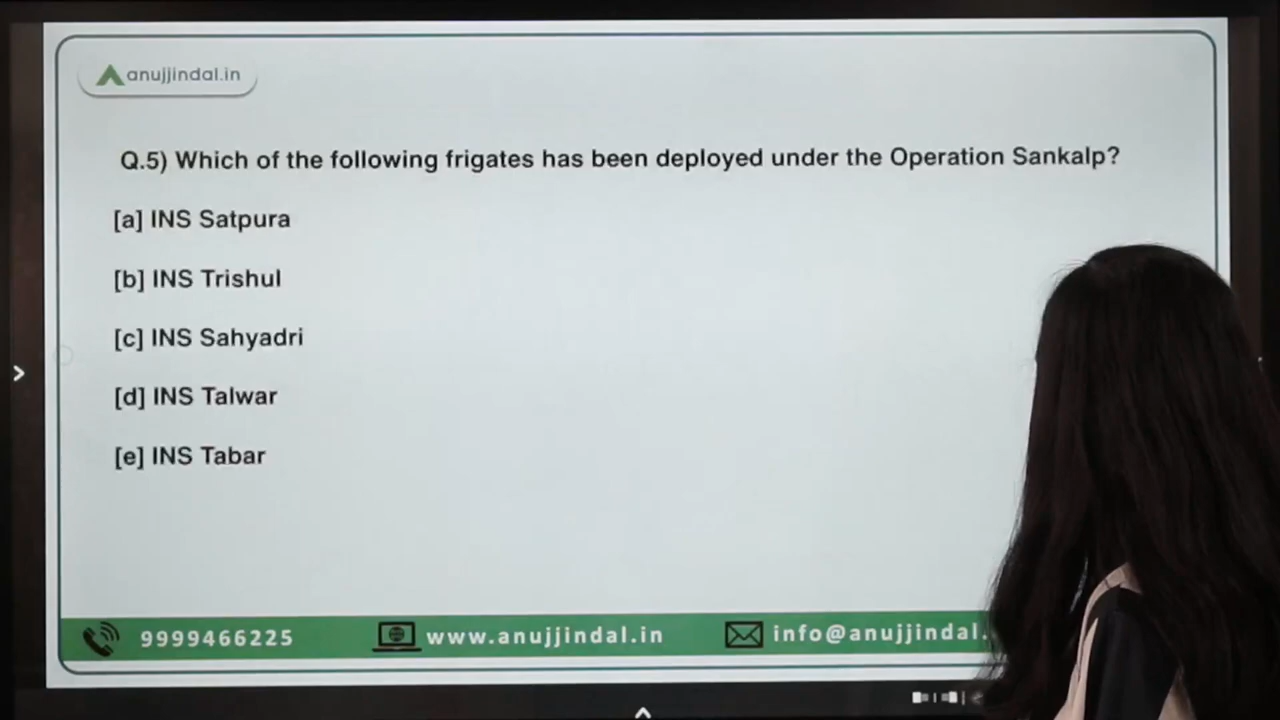 anujjindal.in
Q.5) Which of the following frigates has been deployed under the Operation Sankalp?
[a] INS Satpura
[b] INS Trishul
[c] INS Sahyadri
[d] INS Talwar
[e] INS Tabar
9999466225 www.anujjindal.in info@anujjindal.